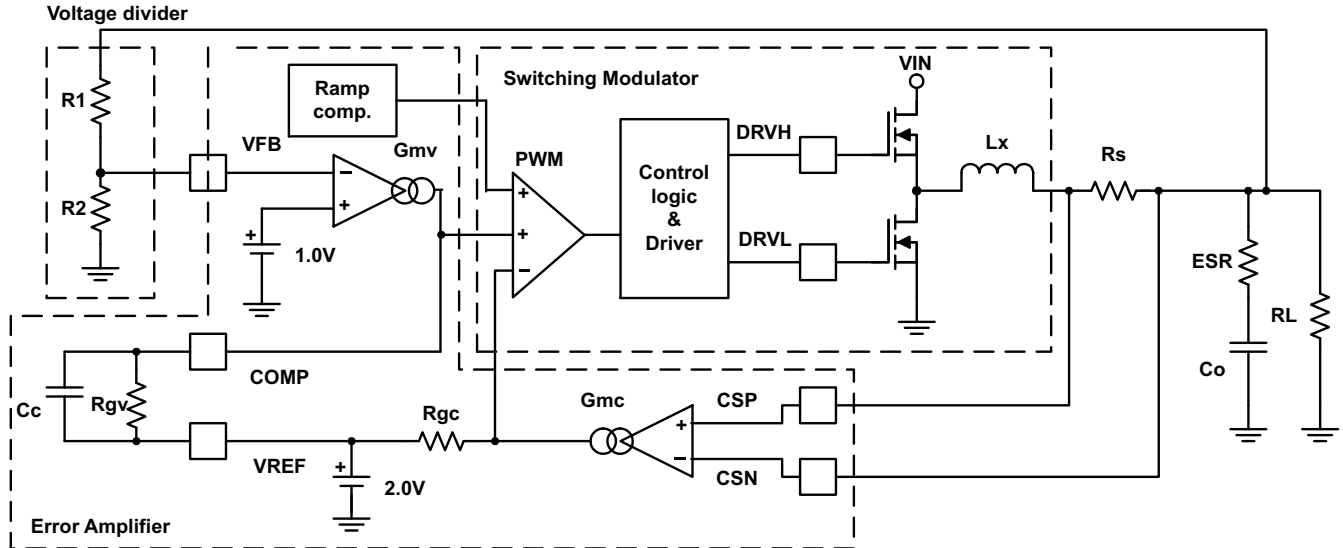 Voltage divider
Switching Modulator
VIN
R1
Ramp
comp.
VFB
Gmv
PWM
DRVH
Lx
Rs
Control
logic
&
Driver
−
+
+
+
−
R2
+
1.0V
DRVL
ESR
RL
COMP
Co
Cc
Rgv
Rgc
Gmc
CSP
+
−
VREF
+
2.0V
CSN
Error Amplifier